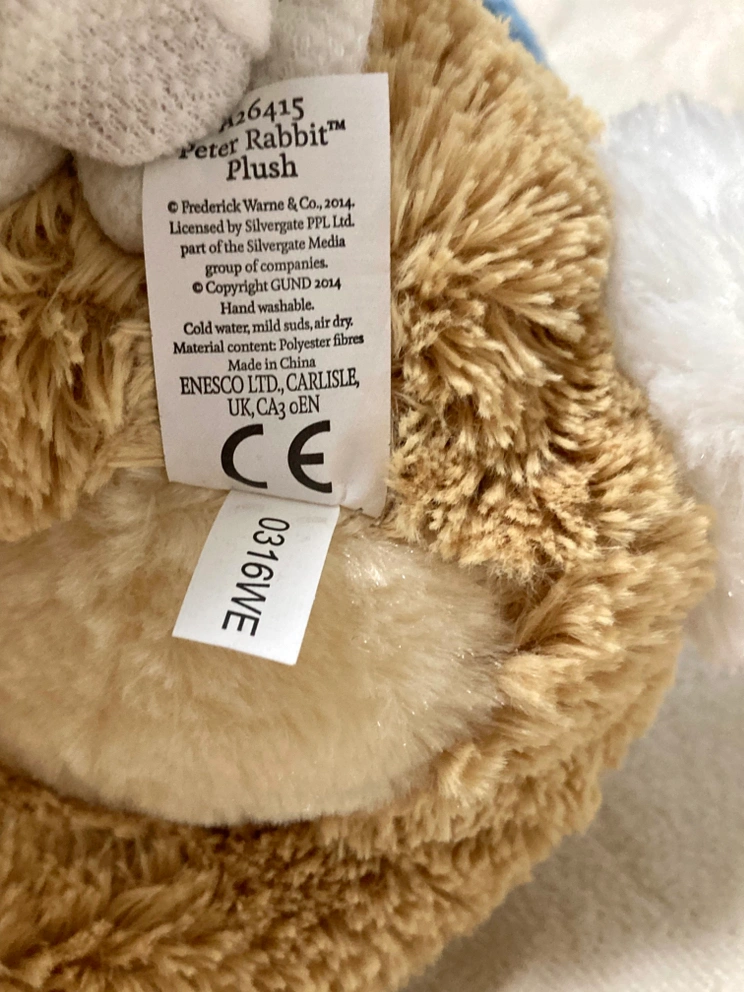 A26415
Peter Rabbit™
Plush
© Frederick Warne & Co., 2014.
Licensed by Silvergate PPL Ltd.
part of the Silvergate Media
group of companies.
© Copyright GUND 2014
Hand washable.
Cold water, mild suds, air dry.
Material content: Polyester fibres
Made in China
ENESCO LTD., CARLISLE,
UK, CA3 0EN
CE
0316WE